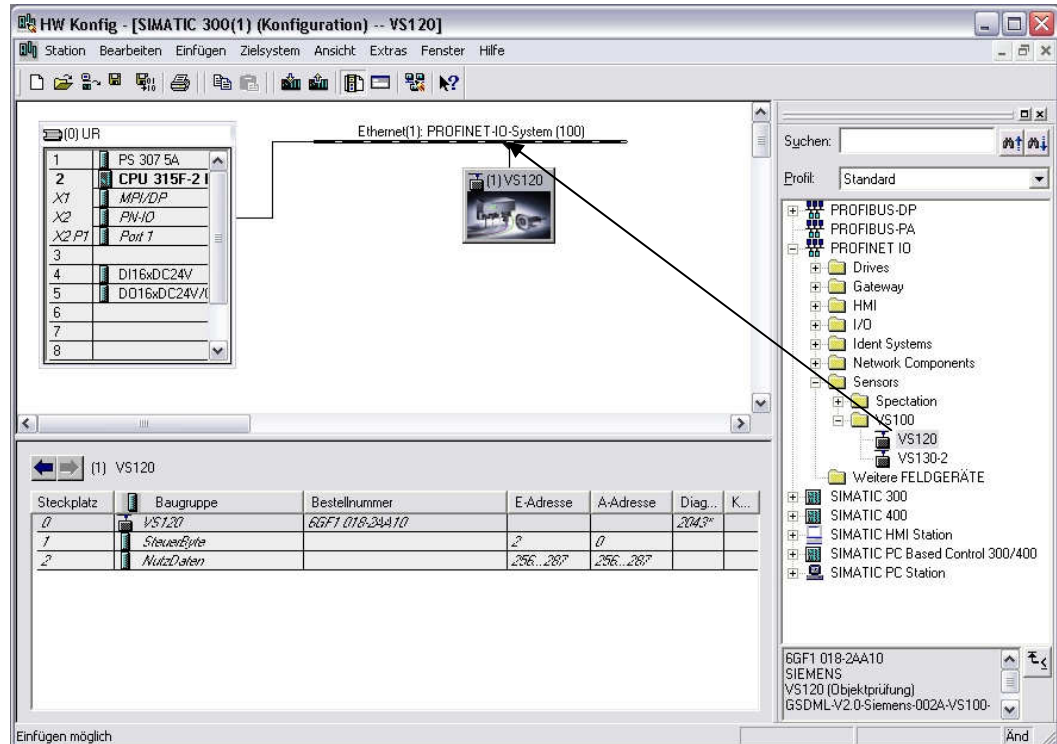 HW Konfig - [SIMATIC 300(1) (Konfiguration) -- VS120]
Station Bearbeiten Einfügen Zielsystem Ansicht Extras Fenster Hilfe
(0) UR
1 PS 307 5A
2 CPU 315F-2 
X1 MPI/DP
X2 PN-IO
X2 P1 Port 1
3
4 DI16xDC24V
5 DO16xDC24V/
6
7
8
Ethernet(1): PROFINET-IO-System (100)
(1) VS120
Suchen:
Profil: Standard
PROFIBUS-DP
PROFIBUS-PA
PROFINET IO
Drives
Gateway
HMI
I/O
Ident Systems
Network Components
Sensors
Spectation
VS100
VS120
VS130-2
Weitere FELDGERÄTE
SIMATIC 300
SIMATIC 400
SIMATIC HMI Station
SIMATIC PC Based Control 300/400
SIMATIC PC Station
(1) VS120
Steckplatz Baugruppe Bestellnummer E-Adresse A-Adresse Diag... K...
0 VS120 6GF1 018-2AA10 2043*
1 SteuerByte 2 0
2 NutzDaten 256...287 256...287
6GF1 018-2AA10
SIEMENS
VS120 (Objektprüfung)
GSDML-V2.0-Siemens-002A-VS100-
Einfügen möglich
Änd